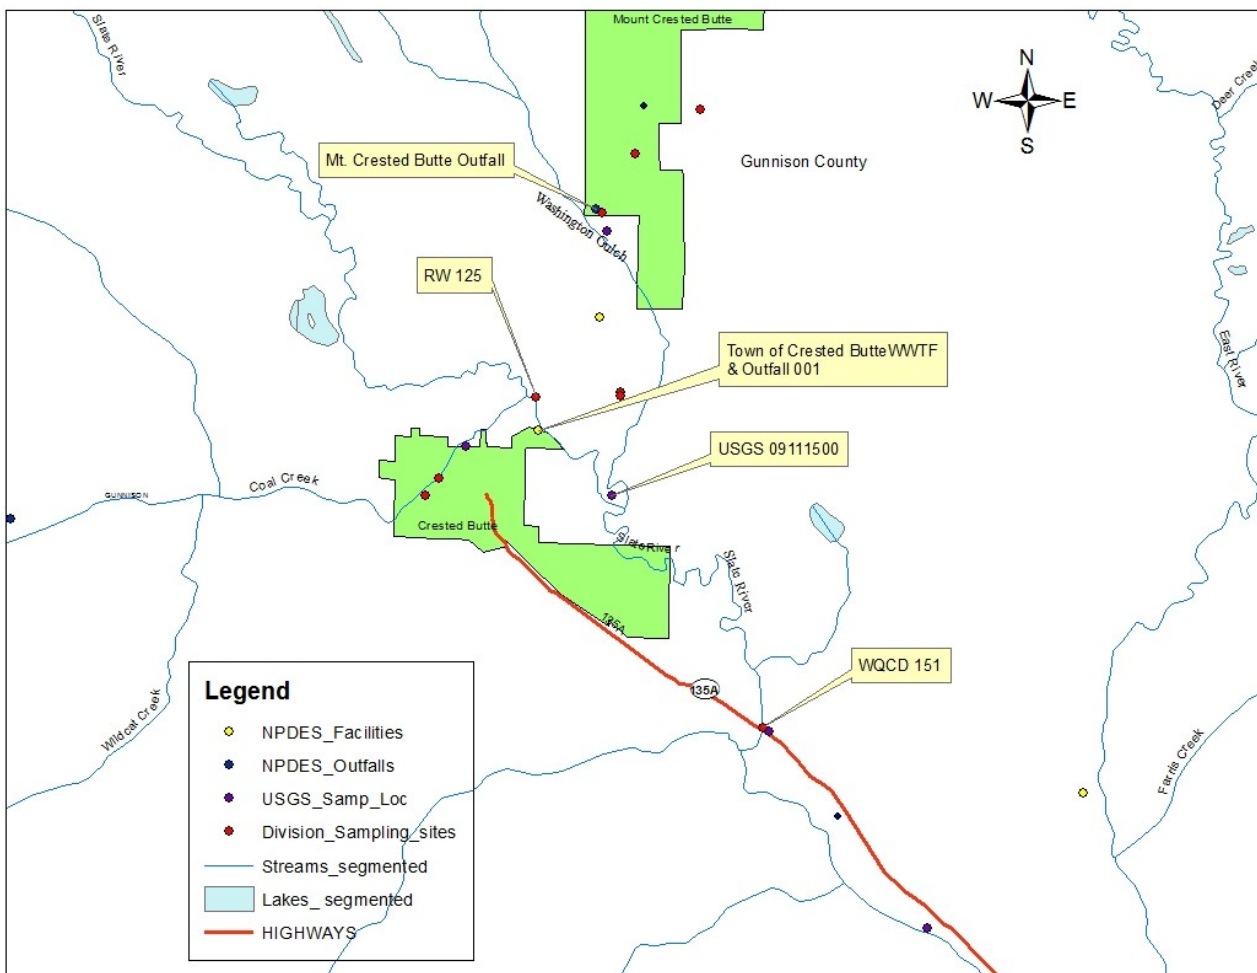 Mount Crested Butte
Slate River
N
W E
S
Deer Creek
Mt. Crested Butte Outfall
Gunnison County
Washington Gulch
RW 125
Town of Crested ButteWWTF
& Outfall 001
East River
USGS 09111500
Coal Creek
GUNNISON
Crested Butte
Slate River
Slate River
135A
WQCD 151
135A
Wildcat Creek
Farris Creek
Legend
NPDES_Facilities
NPDES_Outfalls
USGS_Samp_Loc
Division_Sampling_sites
Streams_segmented
Lakes_ segmented
HIGHWAYS